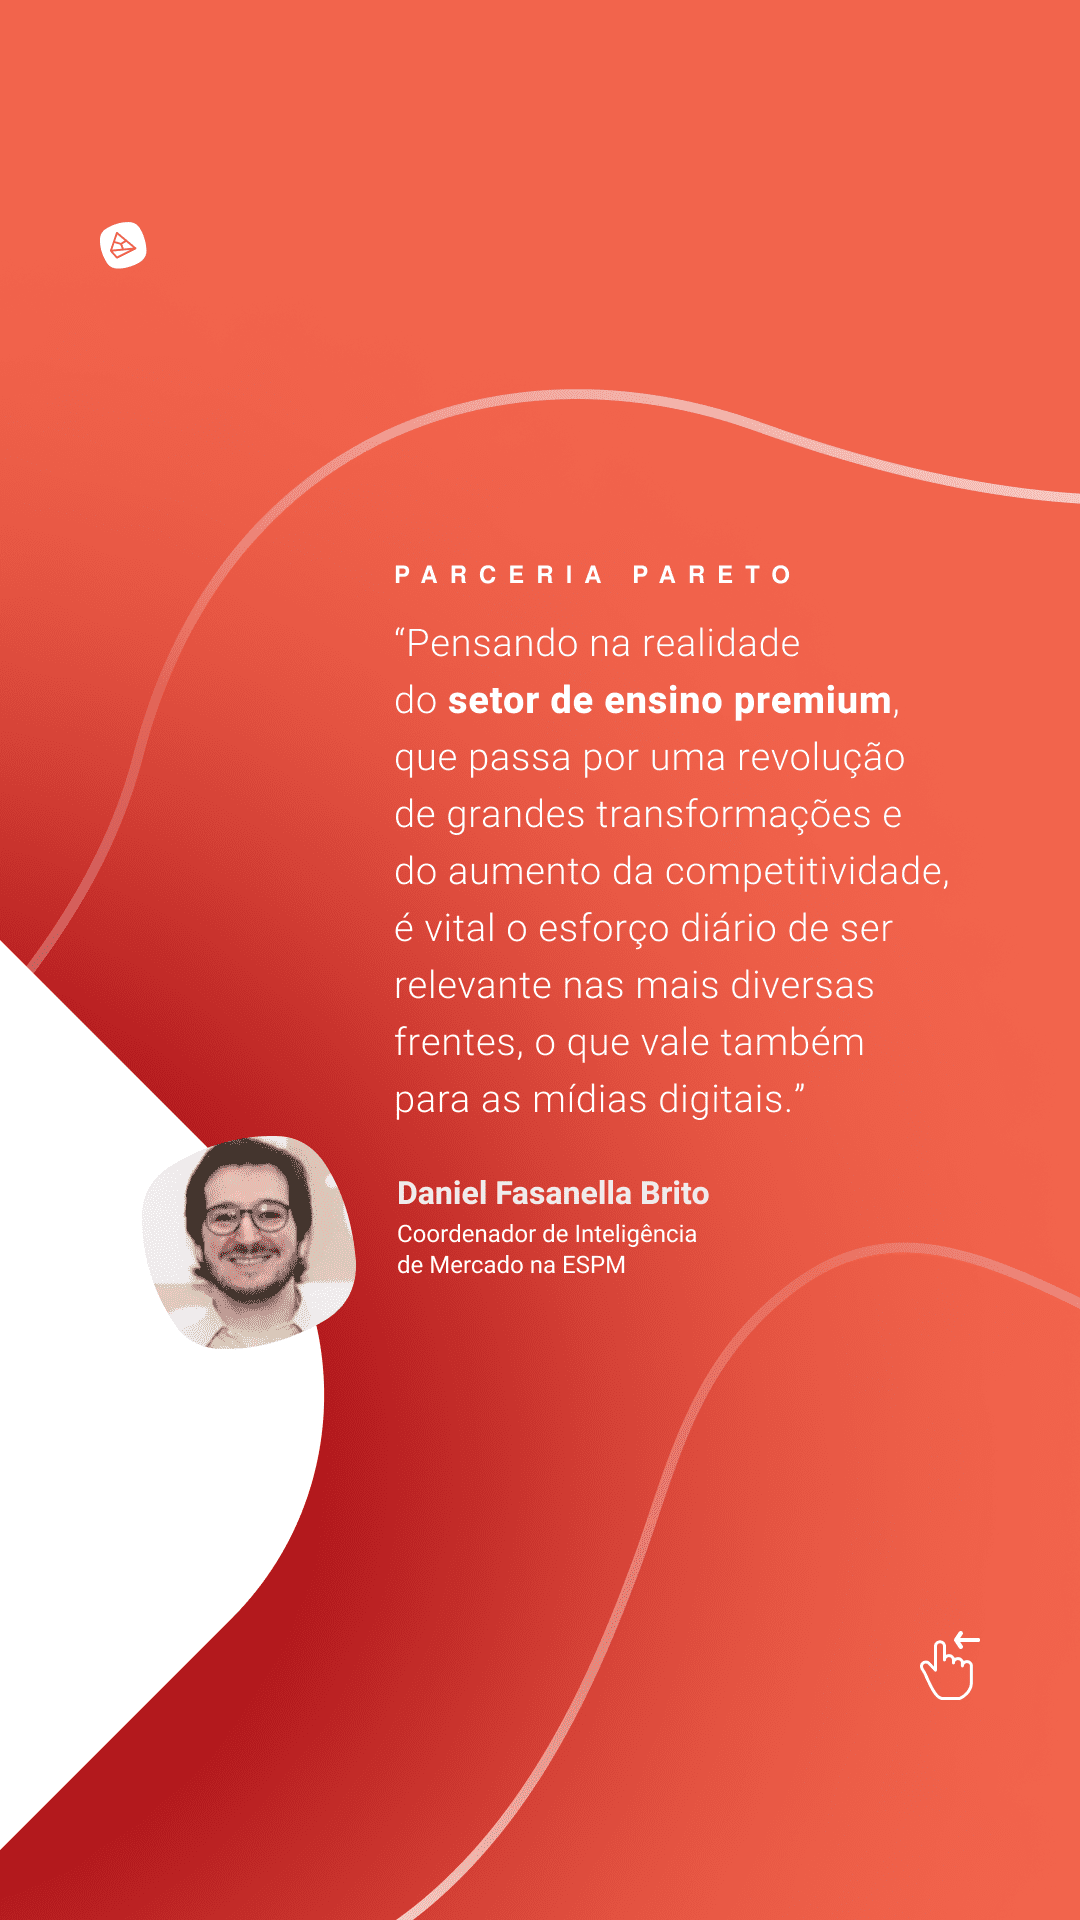 PARCERIA PARETO
“Pensando na realidade
do setor de ensino premium,
que passa por uma revolução
de grandes transformações e
do aumento da competitividade,
é vital o esforço diário de ser
relevante nas mais diversas
frentes, o que vale também
para as mídias digitais.”
Daniel Fasanella Brito
Coordenador de Inteligência
de Mercado na ESPM